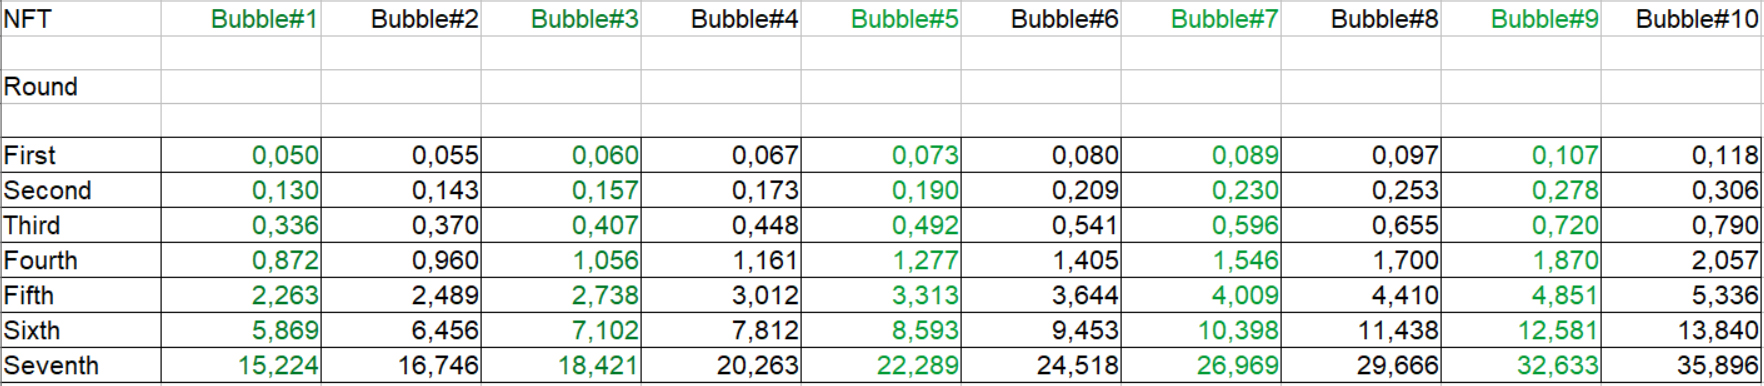 NFT Bubble#1 Bubble#2 Bubble#3 Bubble#4 Bubble#5 Bubble#6 Bubble#7 Bubble#8 Bubble#9 Bubble#10
Round
First 0,050 0,055 0,060 0,067 0,073 0,080 0,089 0,097 0,107 0,118
Second 0,130 0,143 0,157 0,173 0,190 0,209 0,230 0,253 0,278 0,306
Third 0,336 0,370 0,407 0,448 0,492 0,541 0,596 0,655 0,720 0,790
Fourth 0,872 0,960 1,056 1,161 1,277 1,405 1,546 1,700 1,870 2,057
Fifth 2,263 2,489 2,738 3,012 3,313 3,644 4,009 4,410 4,851 5,336
Sixth 5,869 6,456 7,102 7,812 8,593 9,453 10,398 11,438 12,581 13,840
Seventh 15,224 16,746 18,421 20,263 22,289 24,518 26,969 29,666 32,633 35,896